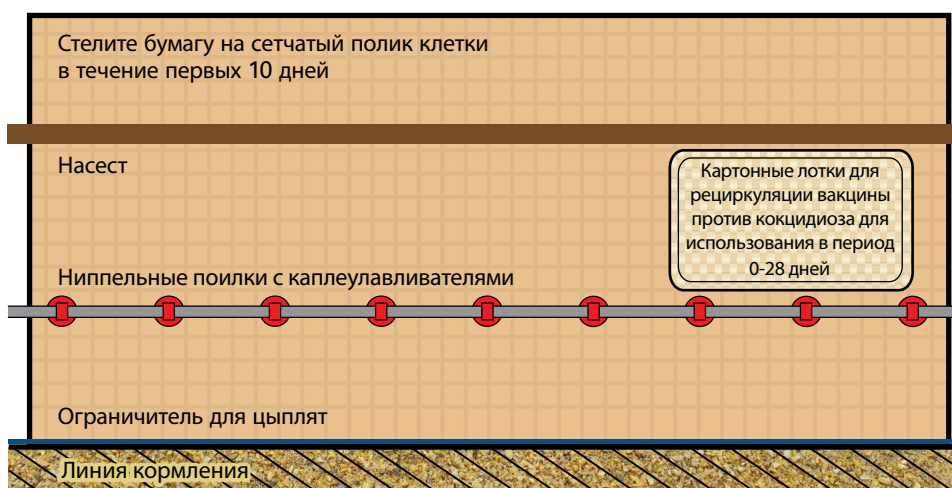 Стелите бумагу на сетчатый полик клетки
в течение первых 10 дней
Насест
Картонные лотки для
рециркуляции вакцины
против кокцидиоза для
использования в период
0-28 дней
Ниппельные поилки с каплеулавливателями
Ограничитель для цыплят
Линия кормления